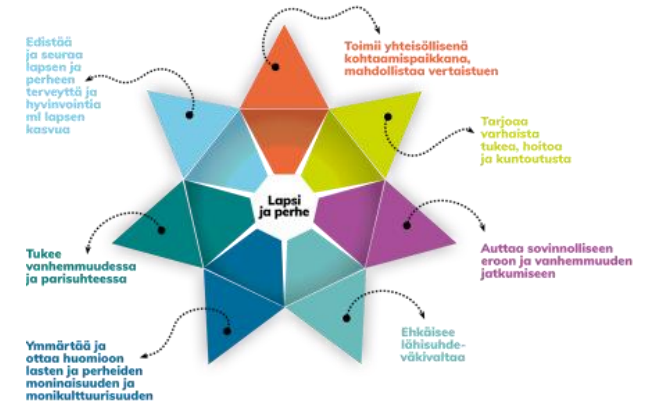 Edistää
ja seuraa
lapsen ja
perheen
terveyttä ja
hyvinvointia
ml lapsen
kasvua
Toimii yhteisöllisenä
kohtaamispaikkana,
mahdollistaa vertaistuen
Tarjoaa
varhaista
tukea, hoitoa
ja kuntoutusta
Lapsi
ja perhe
Tukee
vanhemmuudessa
ja parisuhteessa
Auttaa sovinnolliseen
eroon ja vanhemmuuden
jatkumiseen
Ymmärtää ja
ottaa huomioon
lasten ja perheiden
moninaisuuden ja
monikulttuurisuuden
Ehkäisee
lähisuhde-
väkivaltaa